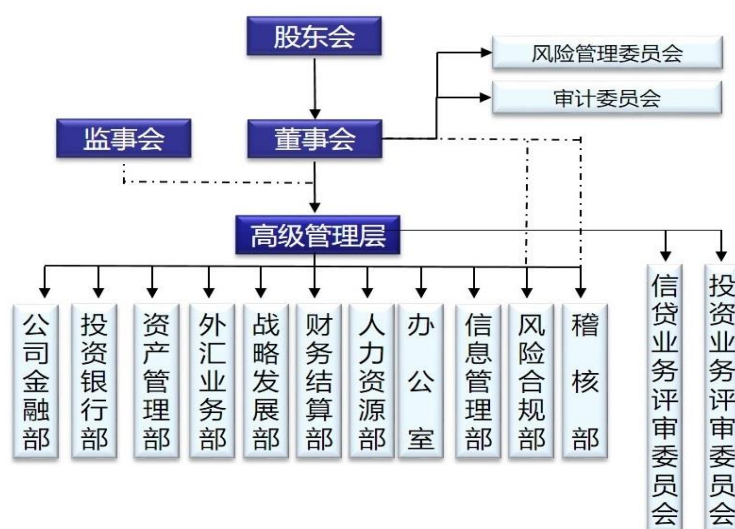 股东会
风险管理委员会
审计委员会
监事会
董事会
高级管理层
公司金融部
投资银行部
资产管理部
外汇业务部
战略发展部
财务结算部
人力资源部
办公室
信息管理部
风险合规部
稽核部
信贷业务评审委员会
投资业务评审委员会